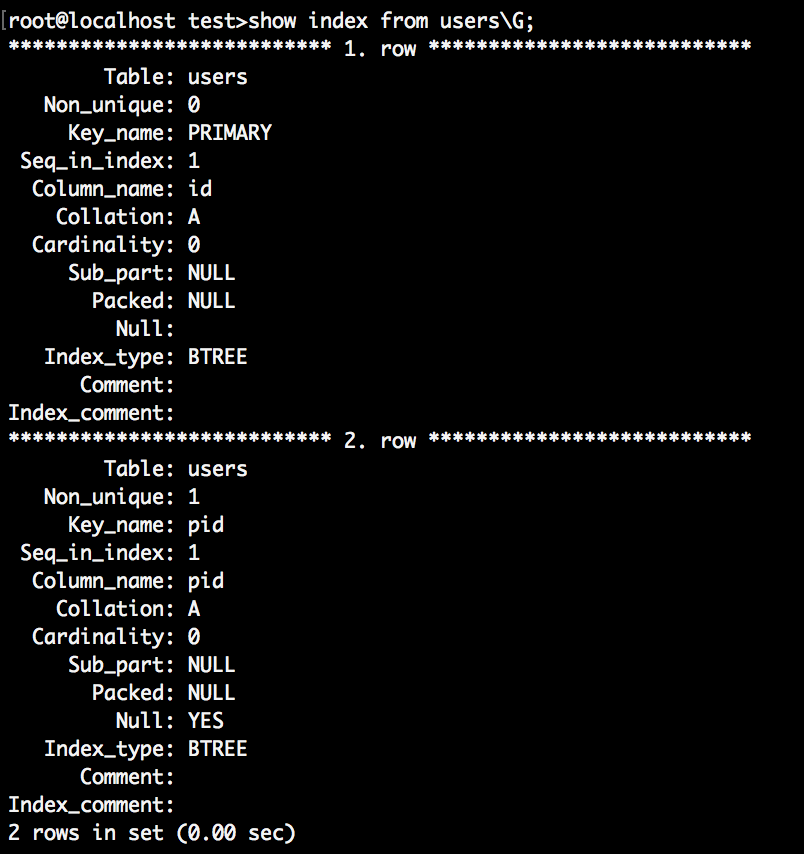 [root@localhost test>show index from users\G;
*************************** 1. row ***************************
Table: users
Non_unique: 0
Key_name: PRIMARY
Seq_in_index: 1
Column_name: id
Collation: A
Cardinality: 0
Sub_part: NULL
Packed: NULL
Null:
Index_type: BTREE
Comment:
Index_comment:
*************************** 2. row ***************************
Table: users
Non_unique: 1
Key_name: pid
Seq_in_index: 1
Column_name: pid
Collation: A
Cardinality: 0
Sub_part: NULL
Packed: NULL
Null: YES
Index_type: BTREE
Comment:
Index_comment:
2 rows in set (0.00 sec)